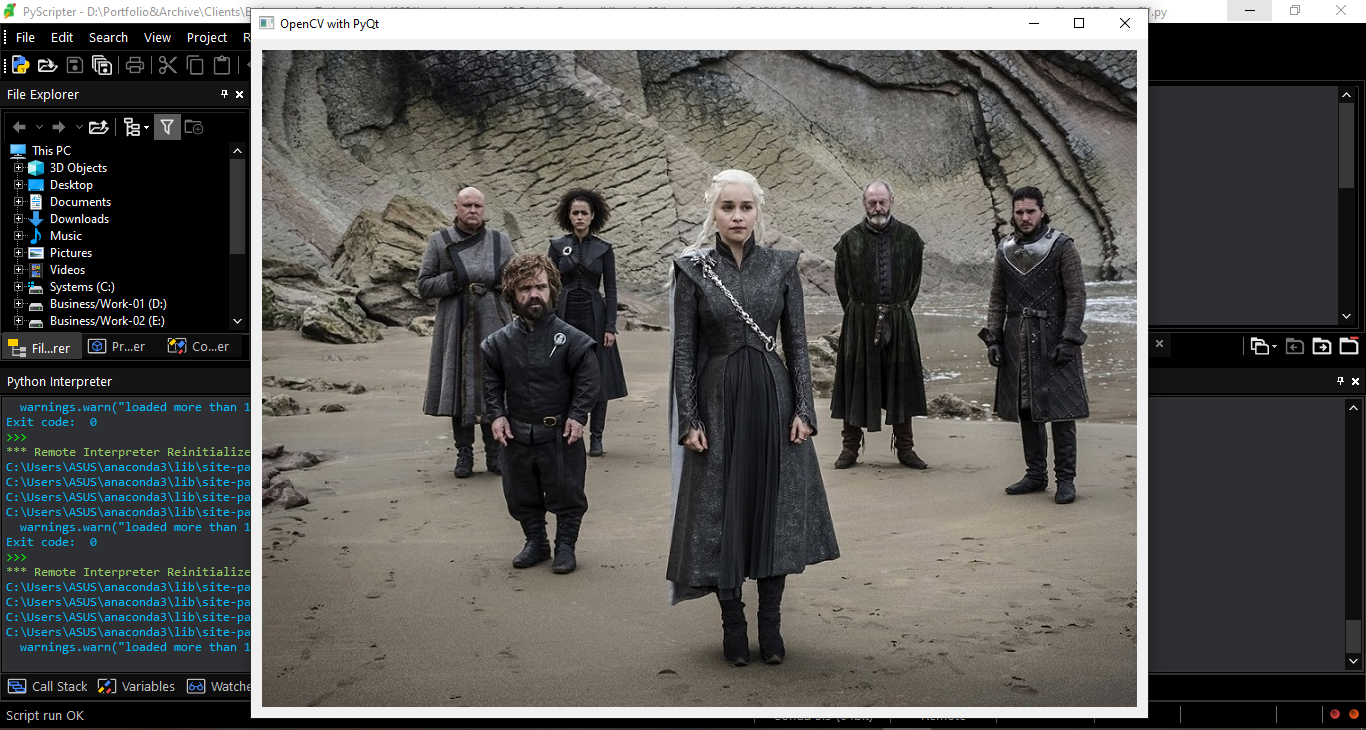 PyScripter - D:\Portfolio&Archive\Clients\B
OpenCV with PyQt
.py
File Edit Search View Project R
File Explorer
This PC
3D Objects
Desktop
Documents
Downloads
Music
Pictures
Videos
Systems (C:)
Business/Work-01 (D:)
Business/Work-02 (E:)
Fil...rer Pr...er Co...er
Python Interpreter
warnings.warn("loaded more than 1
Exit code: 0
>>>
*** Remote Interpreter Reinitialize
C:\Users\ASUS\anaconda3\lib\site-pa
C:\Users\ASUS\anaconda3\lib\site-pa
C:\Users\ASUS\anaconda3\lib\site-pa
C:\Users\ASUS\anaconda3\lib\site-pa
warnings.warn("loaded more than 1
Exit code: 0
>>>
*** Remote Interpreter Reinitialize
C:\Users\ASUS\anaconda3\lib\site-pa
C:\Users\ASUS\anaconda3\lib\site-pa
C:\Users\ASUS\anaconda3\lib\site-pa
C:\Users\ASUS\anaconda3\lib\site-pa
warnings.warn("loaded more than 1
Call Stack Variables Watche
Script run OK